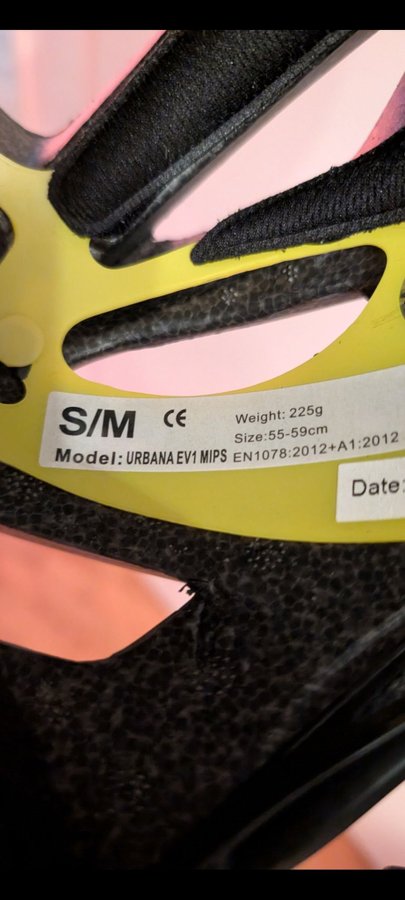 S/M CE Weight: 225g
Size:55-59cm
Model: URBANA EV1 MIPS EN1078:2012+A1:2012
Date: